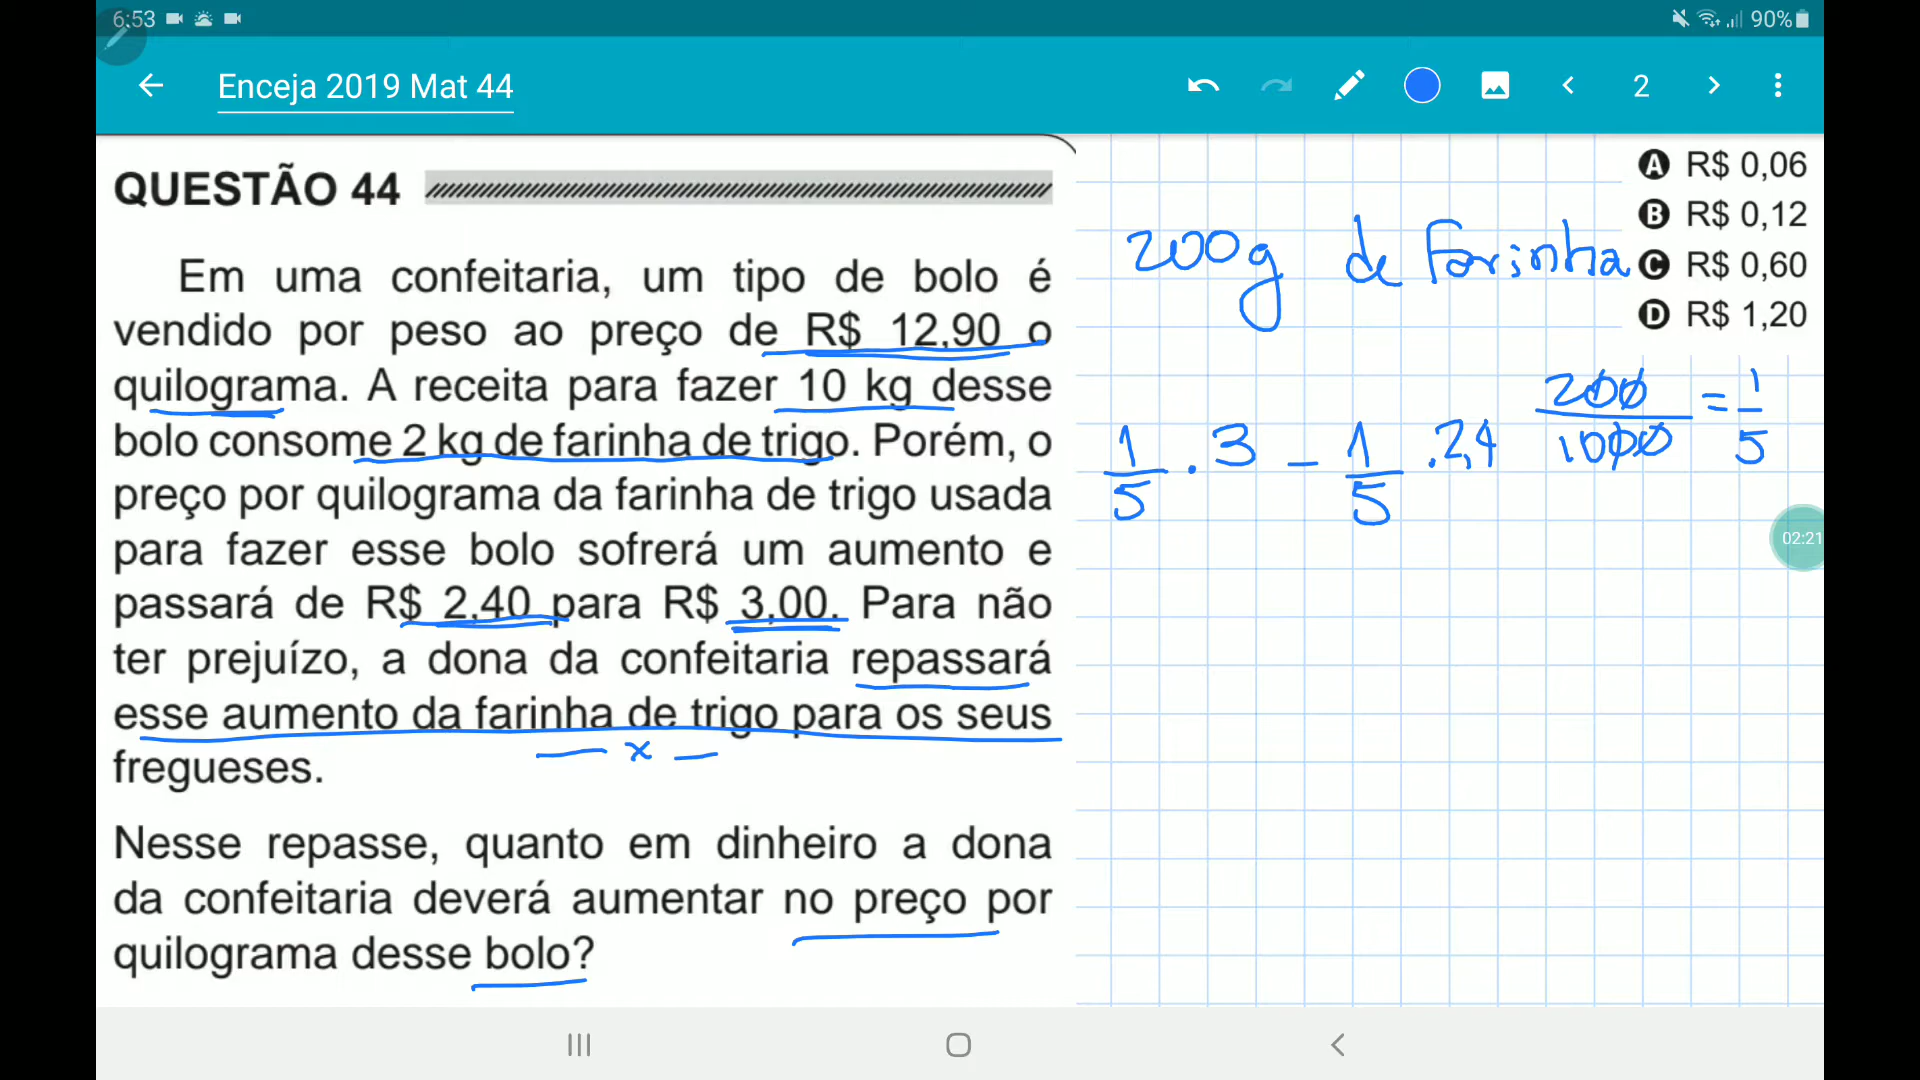 6:53
90%
Enceja 2019 Mat 44
2
QUESTÃO 44
Em uma confeitaria, um tipo de bolo é
vendido por peso ao preço de R$ 12,90 o
quilograma. A receita para fazer 10 kg desse
bolo consome 2 kg de farinha de trigo. Porém, o
preço por quilograma da farinha de trigo usada
para fazer esse bolo sofrerá um aumento e
passará de R$ 2,40 para R$ 3,00. Para não
ter prejuízo, a dona da confeitaria repassará
esse aumento da farinha de trigo para os seus
fregueses.
— x —
Nesse repasse, quanto em dinheiro a dona
da confeitaria deverá aumentar no preço por
quilograma desse bolo?
A R$ 0,06
B R$ 0,12
C R$ 0,60
D R$ 1,20
200g de Farinha
200/1000 = 1/5
1/5 . 3 - 1/5 . 2,4
02:21